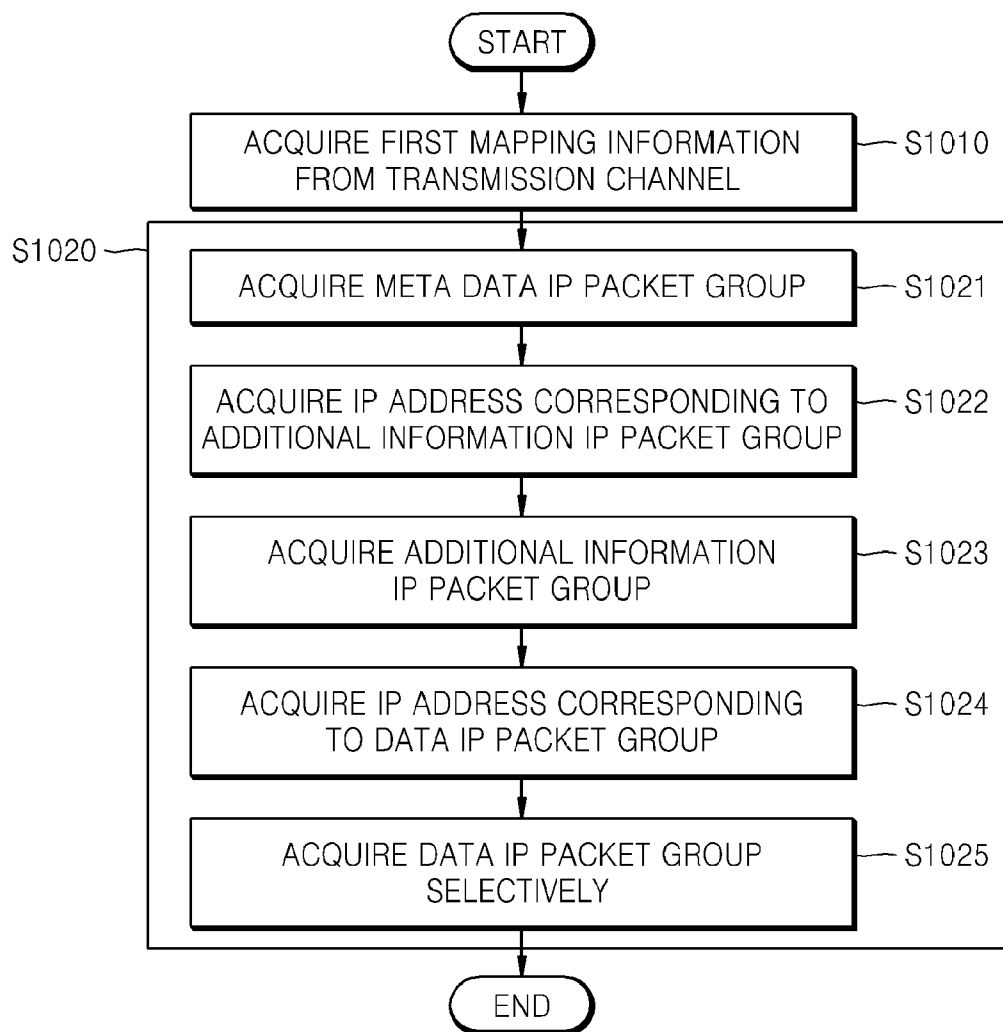 START
ACQUIRE FIRST MAPPING INFORMATION
FROM TRANSMISSION CHANNEL
S1010
S1020
ACQUIRE META DATA IP PACKET GROUP
S1021
ACQUIRE IP ADDRESS CORRESPONDING TO
ADDITIONAL INFORMATION IP PACKET GROUP
S1022
ACQUIRE ADDITIONAL INFORMATION
IP PACKET GROUP
S1023
ACQUIRE IP ADDRESS CORRESPONDING
TO DATA IP PACKET GROUP
S1024
ACQUIRE DATA IP PACKET GROUP
SELECTIVELY
S1025
END